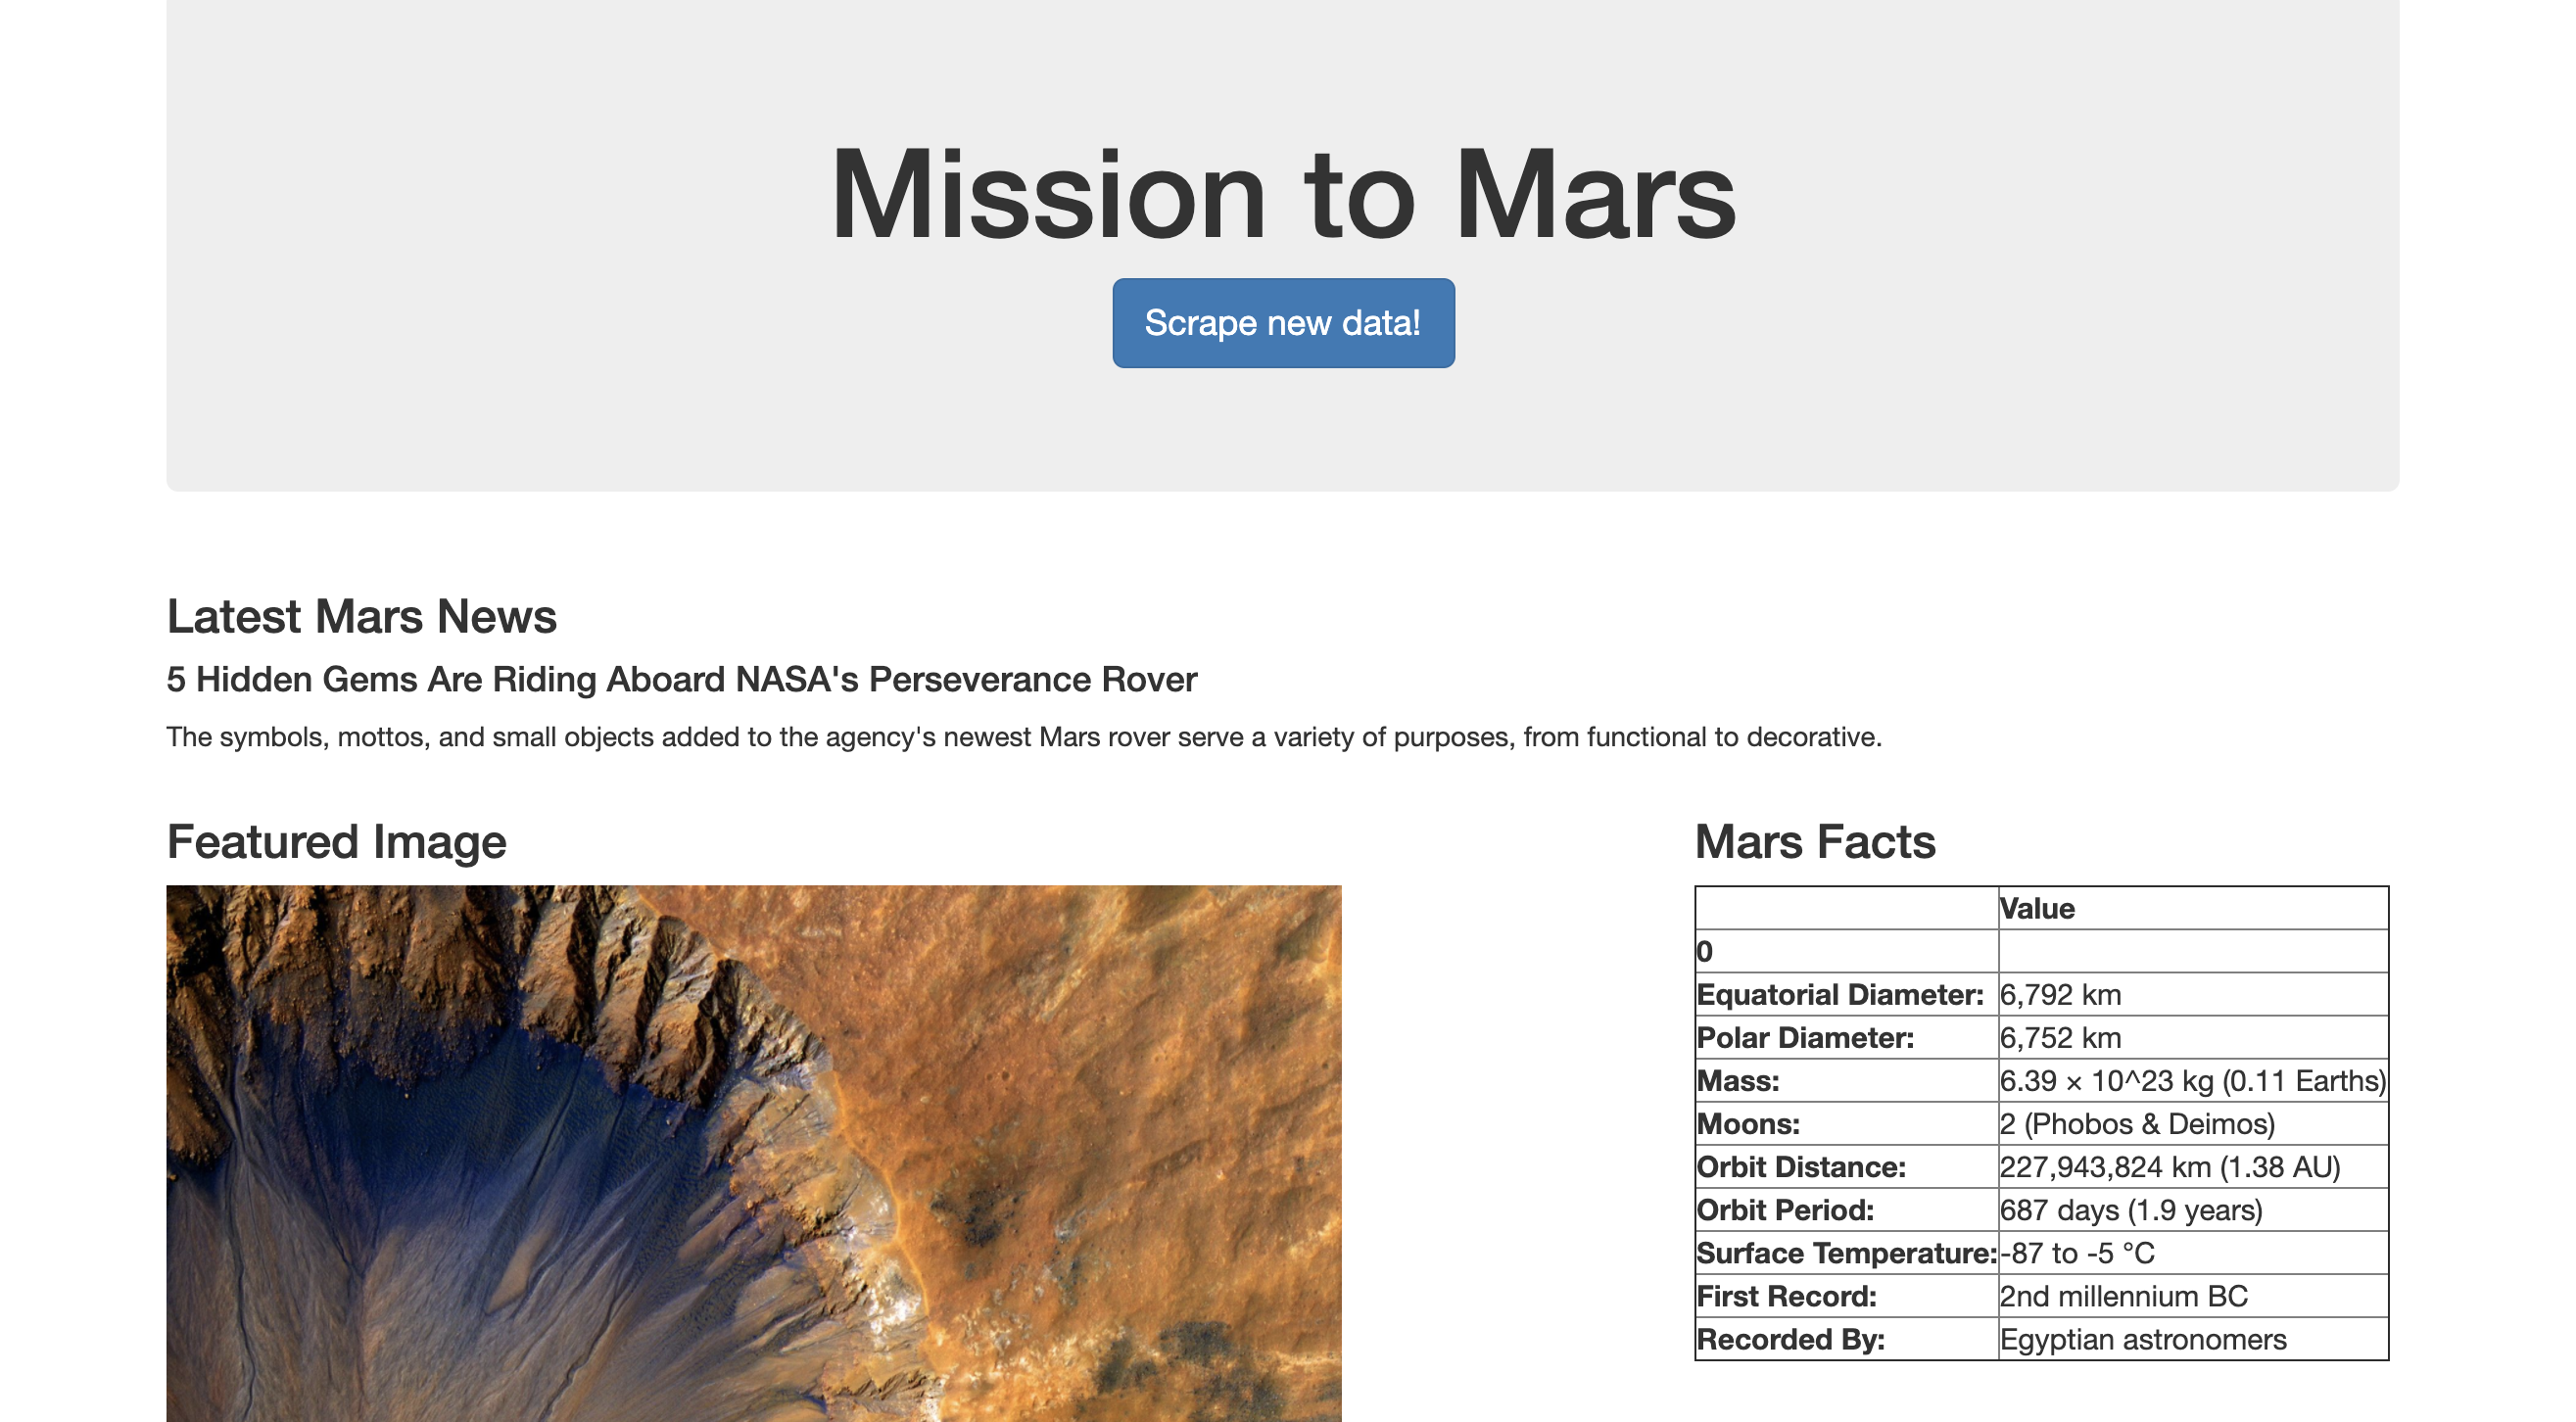 Mission to Mars
Scrape new data!
Latest Mars News
5 Hidden Gems Are Riding Aboard NASA's Perseverance Rover
The symbols, mottos, and small objects added to the agency's newest Mars rover serve a variety of purposes, from functional to decorative.
Featured Image
Mars Facts
Value
0
Equatorial Diameter: 6,792 km
Polar Diameter: 6,752 km
Mass: 6.39 × 10^23 kg (0.11 Earths)
Moons: 2 (Phobos & Deimos)
Orbit Distance: 227,943,824 km (1.38 AU)
Orbit Period: 687 days (1.9 years)
Surface Temperature: -87 to -5 °C
First Record: 2nd millennium BC
Recorded By: Egyptian astronomers